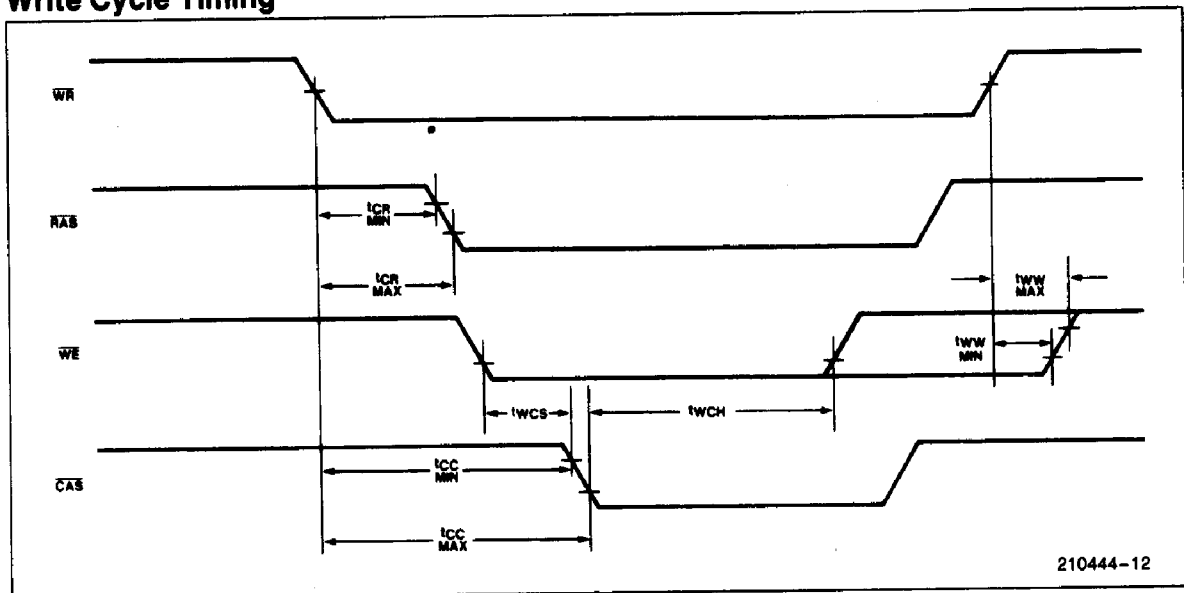 Write Cycle Timing
WR
RAS
tCR
MIN
tCR
MAX
tWW
MAX
WE
tWW
MIN
tWCS
tWCH
CAS
tCC
MIN
tCC
MAX
210444-12